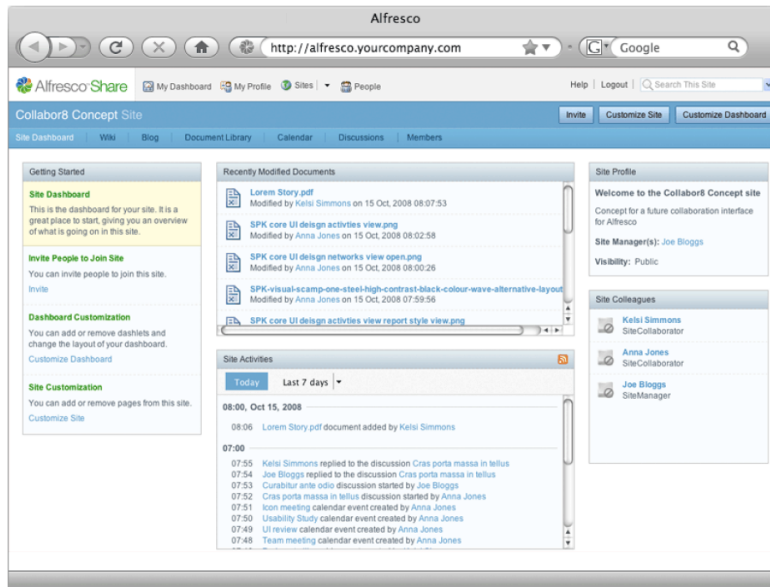 Alfresco
http://alfresco.yourcompany.com
Google
Alfresco Share
My Dashboard
My Profile
Sites
People
Help
Logout
Search This Site
Collabor8 Concept Site
Invite
Customize Site
Customize Dashboard
Site Dashboard
Wiki
Blog
Document Library
Calendar
Discussions
Members
Getting Started
Site Dashboard
This is the dashboard for your site. It is a
great place to start, giving you an overview
of what is going on in this site.
Invite People to Join Site
You can invite people to join this site.
Invite
Dashboard Customization
You can add or remove dashlets and
change the layout of your dashboard.
Customize Dashboard
Site Customization
You can add or remove pages from this site.
Customize Site
Recently Modified Documents
Lorem Story.pdf
Modified by Kelsi Simmons on 15 Oct, 2008 08:07:53
SPK core UI deisgn activties view.png
Modified by Anna Jones on 15 Oct, 2008 08:02:58
SPK core UI deisgn networks view open.png
Modified by Anna Jones on 15 Oct, 2008 08:00:26
SPK-visual-scamp-one-steel-high-contrast-black-colour-wave-alternative-layout
Modified by Anna Jones on 15 Oct, 2008 07:59:56
SPK core UI deisgn activties view report style view.png
Site Activities
Today
Last 7 days
08:00, Oct 15, 2008
08:06 Lorem Story.pdf document added by Kelsi Simmons
07:00
07:55 Kelsi Simmons replied to the discussion Cras porta massa in tellus
07:54 Joe Bloggs replied to the discussion Cras porta massa in tellus
07:53 Curabitur ante odio discussion started by Joe Bloggs
07:52 Cras porta massa in tellus discussion started by Anna Jones
07:51 Icon meeting calendar event created by Anna Jones
07:50 Usability Study calendar event created by Anna Jones
07:49 UI review calendar event created by Anna Jones
07:48 Team meeting calendar event created by Anna Jones
Site Profile
Welcome to the Collabor8 Concept site
Concept for a future collaboration interface
for Alfresco
Site Manager(s): Joe Bloggs
Visibility: Public
Site Colleagues
Kelsi Simmons
SiteCollaborator
Anna Jones
SiteCollaborator
Joe Bloggs
SiteManager